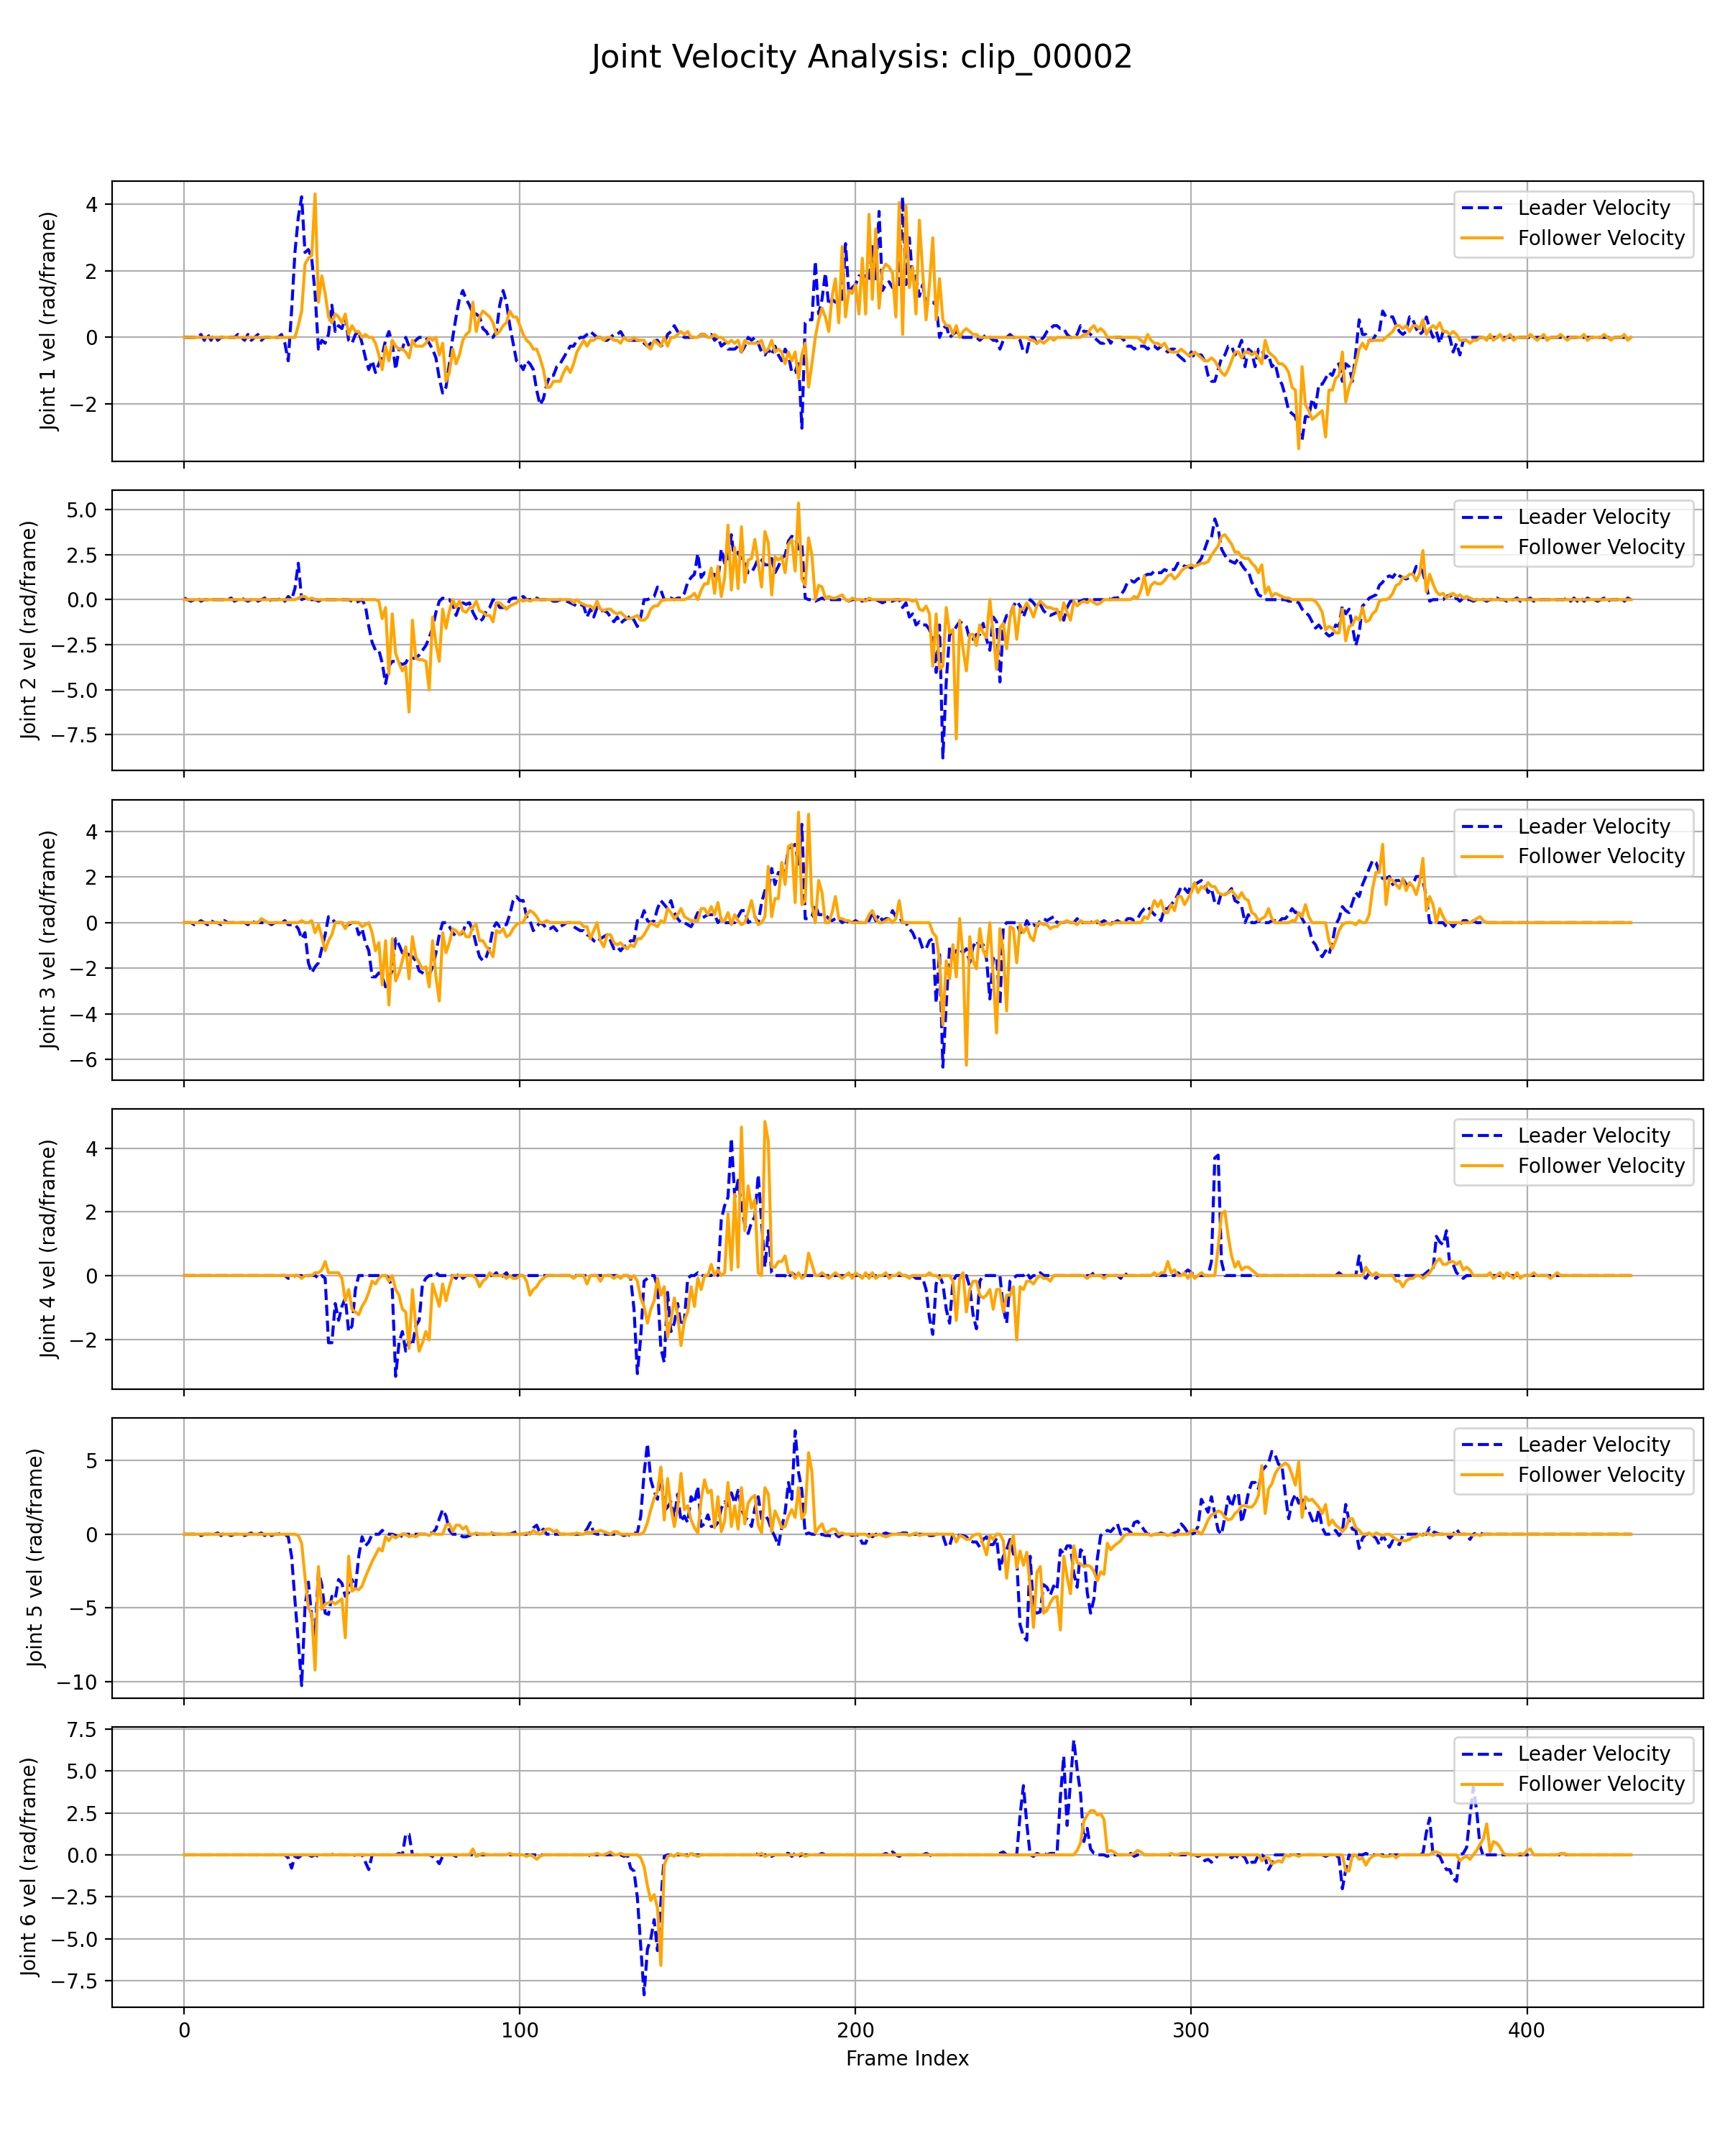 Joint Velocity Analysis: clip_00002
Joint 1 vel (rad/frame)
4
2
0
−2
Leader Velocity
Follower Velocity
Joint 2 vel (rad/frame)
5.0
2.5
0.0
−2.5
−5.0
−7.5
Leader Velocity
Follower Velocity
Joint 3 vel (rad/frame)
4
2
0
−2
−4
−6
Leader Velocity
Follower Velocity
Joint 4 vel (rad/frame)
4
2
0
−2
Leader Velocity
Follower Velocity
Joint 5 vel (rad/frame)
5
0
−5
−10
Leader Velocity
Follower Velocity
Joint 6 vel (rad/frame)
7.5
5.0
2.5
0.0
−2.5
−5.0
−7.5
Leader Velocity
Follower Velocity
0 100 200 300 400
Frame Index